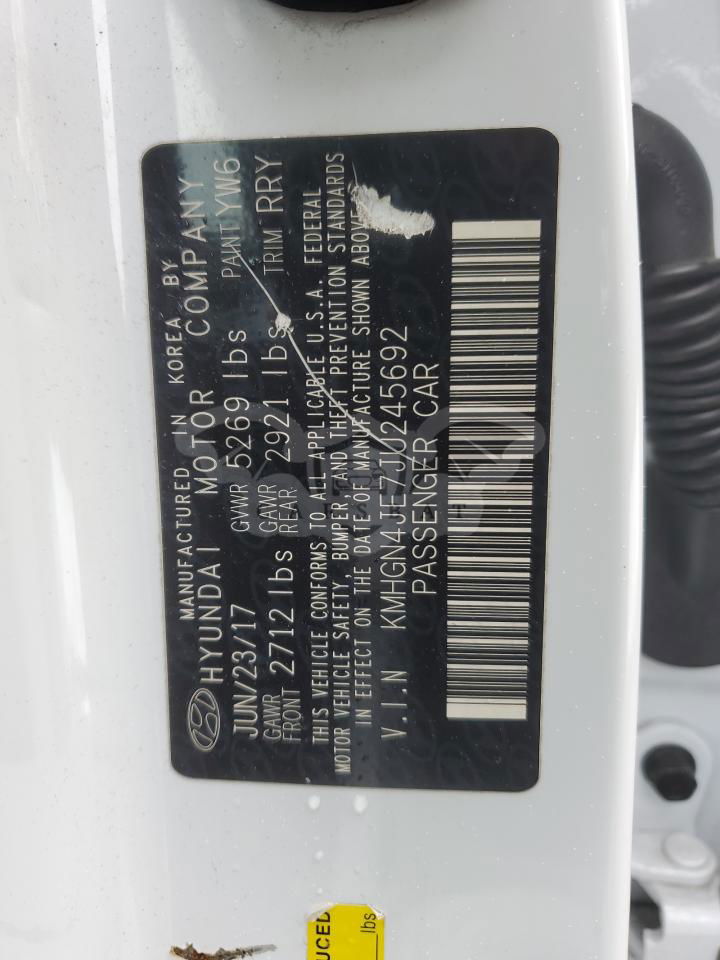 MANUFACTURED IN KOREA BY
HYUNDAI MOTOR COMPANY
JUN/23/17 GVWR 5269 lbs PAINT YW6
GAWR FRONT 2712 lbs GAWR REAR 2921 lbs TRIM RRY
THIS VEHICLE CONFORMS TO ALL APPLICABLE U.S.A. FEDERAL
MOTOR VEHICLE SAFETY, BUMPER AND THEFT PREVENTION STANDARDS
IN EFFECT ON THE DATE OF MANUFACTURE SHOWN ABOVE
V.I.N KMHGN4JE7JU245692
PASSENGER CAR
UCED
lbs